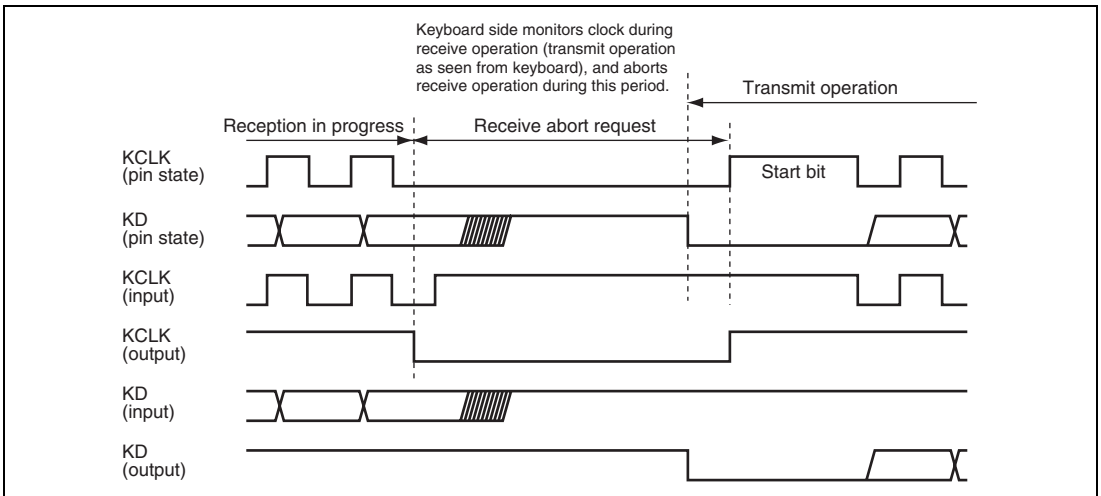 Keyboard side monitors clock during
receive operation (transmit operation
as seen from keyboard), and aborts
receive operation during this period.
Transmit operation
Reception in progress
Receive abort request
KCLK
(pin state)
Start bit
KD
(pin state)
KCLK
(input)
KCLK
(output)
KD
(input)
KD
(output)